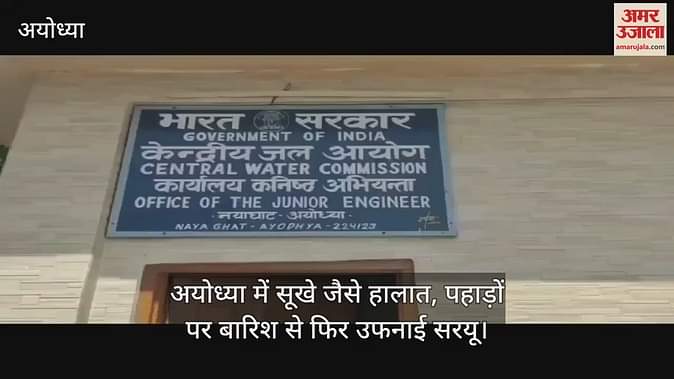 अयोध्या
अमर
उजाला
amarujala.com
भारत सरकार
GOVERNMENT OF INDIA
केन्द्रीय जल आयोग
CENTRAL WATER COMMISSION
कार्यालय कनिष्ठ अभियन्ता
OFFICE OF THE JUNIOR ENGINEER
नयाघाट - अयोध्या
NAYA GHAT - AYODHYA - 224123
अयोध्या में सूखे जैसे हालात, पहाड़ों
पर बारिश से फिर उफनाई सरयू।